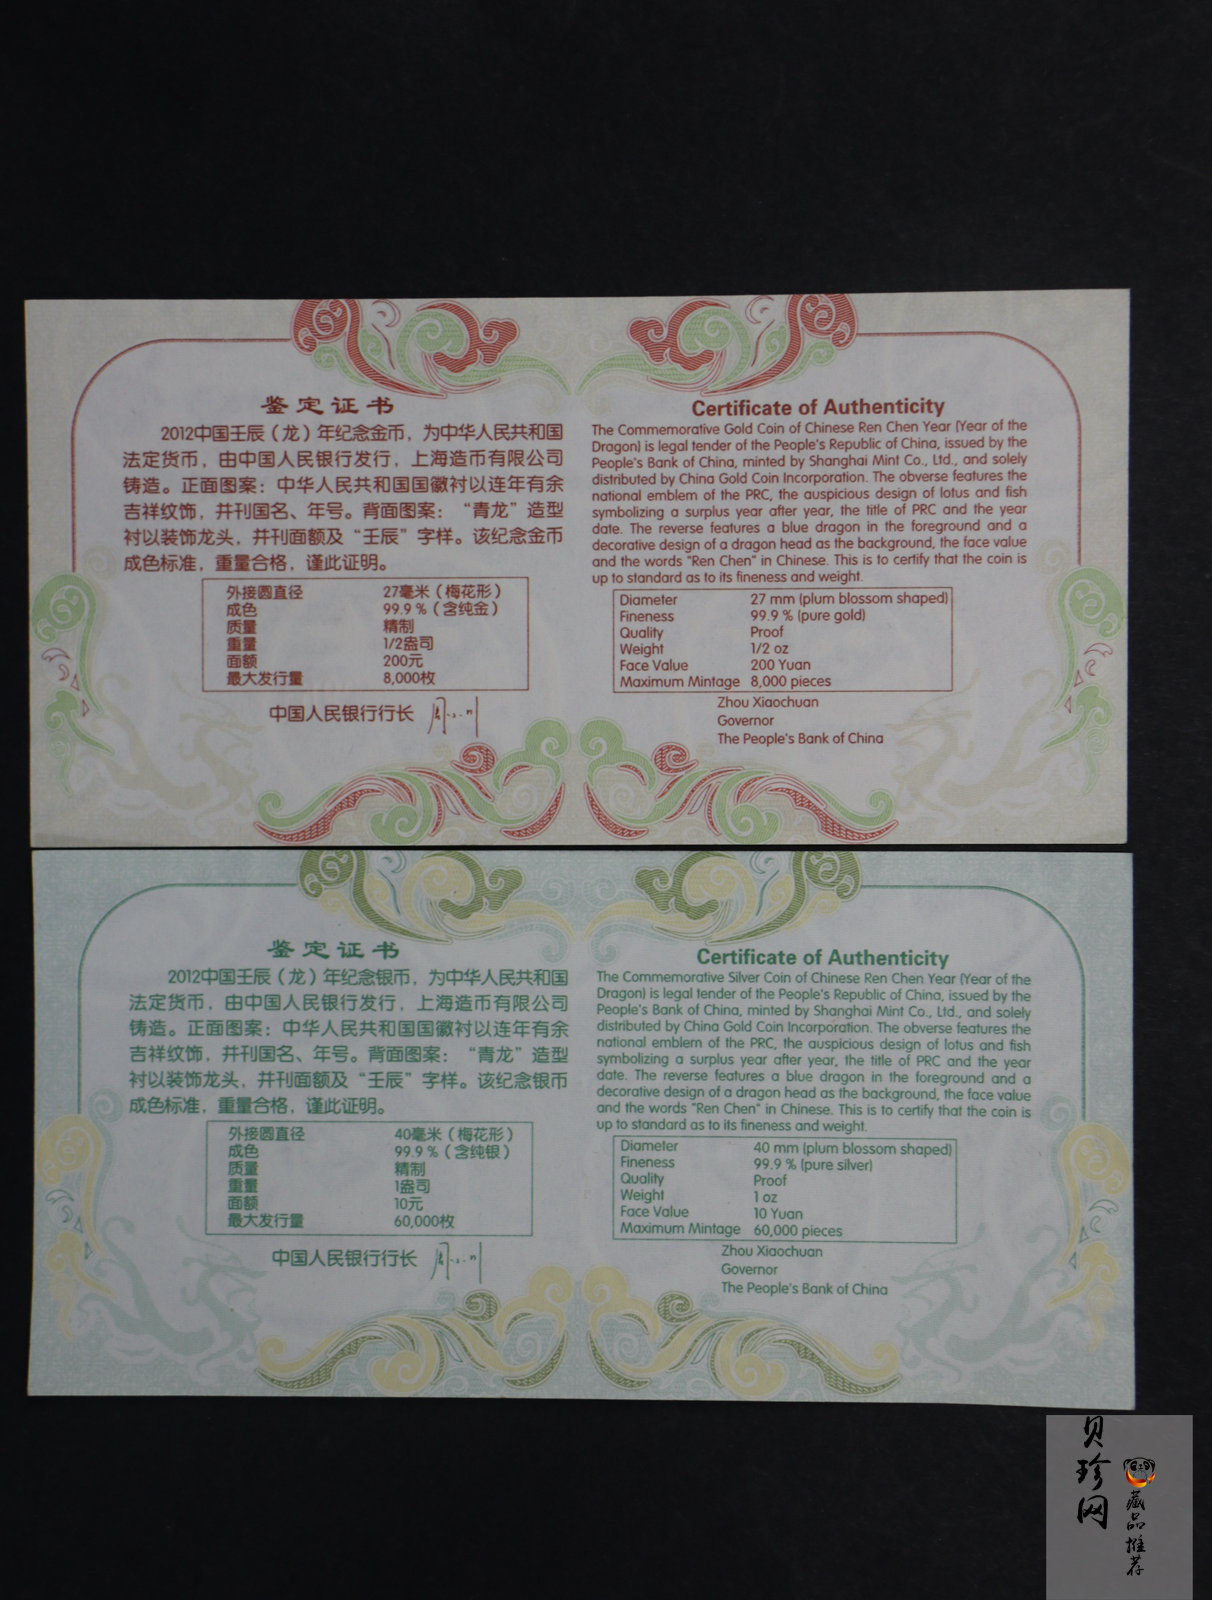 鉴定证书
2012中国壬辰（龙）年纪念金币，为中华人民共和国
法定货币，由中国人民银行发行，上海造币有限公司
铸造。正面图案：中华人民共和国国徽衬以连年有余
吉祥纹饰，并刊国名、年号。背面图案：“青龙”造型
衬以装饰龙头，并刊面额及“壬辰”字样。该纪念金币
成色标准，重量合格，谨此证明。
外接圆直径 27毫米（梅花形）
成色 99.9%（含纯金）
质量 精制
重量 1/2盎司
面额 200元
最大发行量 8,000枚
中国人民银行行长
Certificate of Authenticity
The Commemorative Gold Coin of Chinese Ren Chen Year (Year of the
Dragon) is legal tender of the People's Republic of China, issued by the
People's Bank of China, minted by Shanghai Mint Co., Ltd., and solely
distributed by China Gold Coin Incorporation. The obverse features the
national emblem of the PRC, the auspicious design of lotus and fish
symbolizing a surplus year after year, the title of PRC and the year
date. The reverse features a blue dragon in the foreground and a
decorative design of a dragon head as the background, the face value
and the words "Ren Chen" in Chinese. This is to certify that the coin is
up to standard as to its fineness and weight.
Diameter 27 mm (plum blossom shaped)
Fineness 99.9 % (pure gold)
Quality Proof
Weight 1/2 oz
Face Value 200 Yuan
Maximum Mintage 8,000 pieces
Zhou Xiaochuan
Governor
The People's Bank of China
鉴定证书
2012中国壬辰（龙）年纪念银币，为中华人民共和国
法定货币，由中国人民银行发行，上海造币有限公司
铸造。正面图案：中华人民共和国国徽衬以连年有余
吉祥纹饰，并刊国名、年号。背面图案：“青龙”造型
衬以装饰龙头，并刊面额及“壬辰”字样。该纪念银币
成色标准，重量合格，谨此证明。
外接圆直径 40毫米（梅花形）
成色 99.9%（含纯银）
质量 精制
重量 1盎司
面额 10元
最大发行量 60,000枚
中国人民银行行长
Certificate of Authenticity
The Commemorative Silver Coin of Chinese Ren Chen Year (Year of the
Dragon) is legal tender of the People's Republic of China, issued by the
People's Bank of China, minted by Shanghai Mint Co., Ltd., and solely
distributed by China Gold Coin Incorporation. The obverse features the
national emblem of the PRC, the auspicious design of lotus and fish
symbolizing a surplus year after year, the title of PRC and the year
date. The reverse features a blue dragon in the foreground and a
decorative design of a dragon head as the background, the face value
and the words "Ren Chen" in Chinese. This is to certify that the coin is
up to standard as to its fineness and weight.
Diameter 40 mm (plum blossom shaped)
Fineness 99.9 % (pure silver)
Quality Proof
Weight 1 oz
Face Value 10 Yuan
Maximum Mintage 60,000 pieces
Zhou Xiaochuan
Governor
The People's Bank of China
贝珍网
藏品推荐